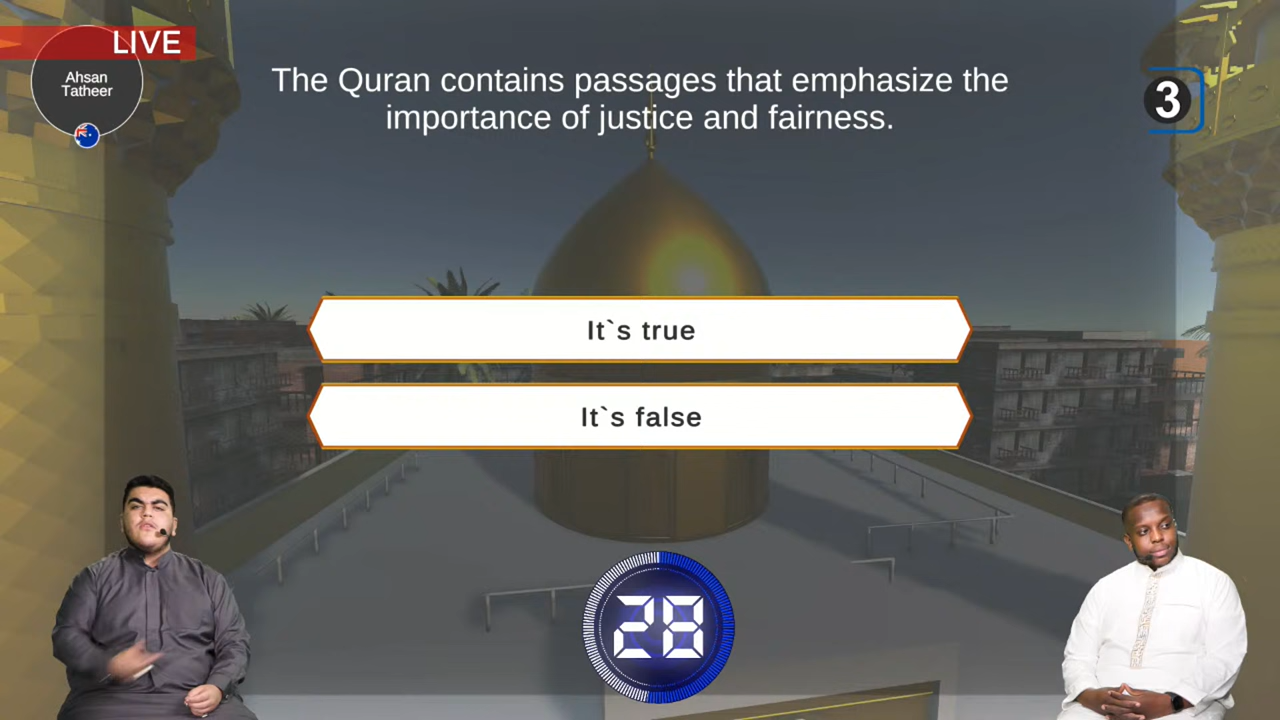 LIVE
Ahsan
Tatheer
The Quran contains passages that emphasize the
importance of justice and fairness.
3
It`s true
It`s false
28